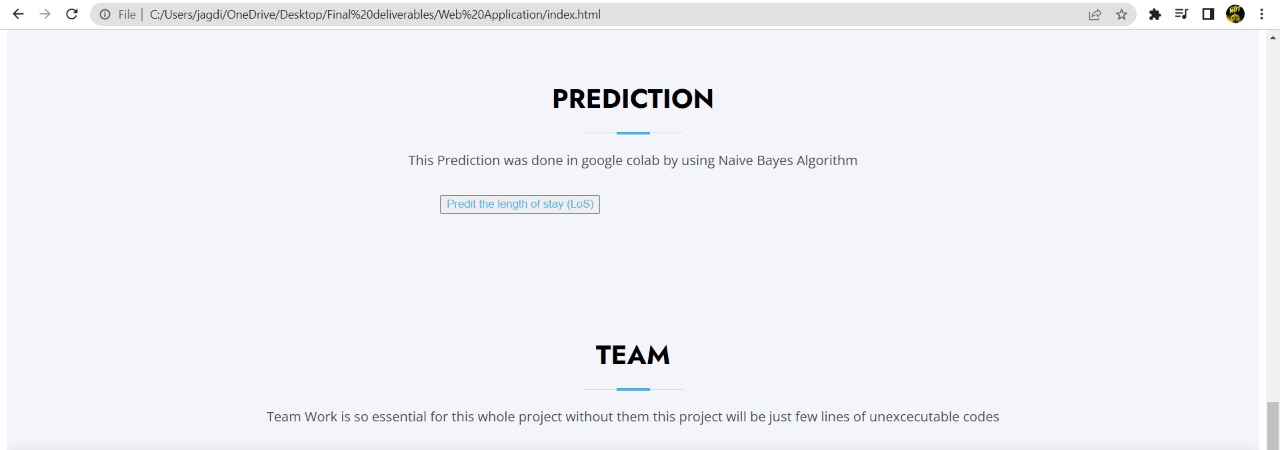 File | C:/Users/jagdi/OneDrive/Desktop/Final%20deliverables/Web%20Application/index.html
PREDICTION
This Prediction was done in google colab by using Naive Bayes Algorithm
Predit the length of stay (LoS)
TEAM
Team Work is so essential for this whole project without them this project will be just few lines of unexcecutable codes